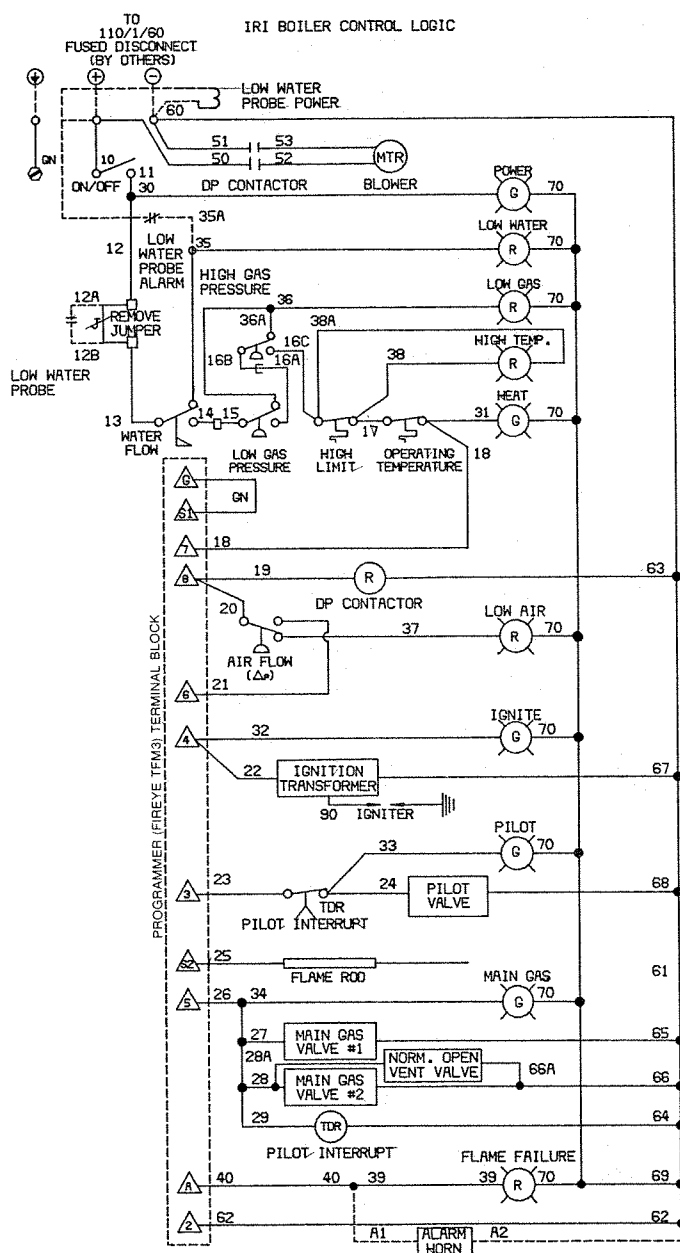 TO
110/1/60
FUSED DISCONNECT
(BY OTHERS)
IRI BOILER CONTROL LOGIC
+
-
LOW WATER
PROBE POWER
60
GN
51
53
50
52
MTR
BLOWER
DP CONTACTOR
10
11
ON/OFF
30
POWER
G
70
35A
12
LOW
WATER
PROBE
ALARM
35
LOW WATER
R
70
HIGH GAS
PRESSURE
36
LOW GAS
R
70
12A
REMOVE
JUMPER
12B
LOW WATER
PROBE
36A
16C
16B
16A
38A
38
HIGH TEMP.
R
HEAT
13
WATER
FLOW
14
15
LOW GAS
PRESSURE
HIGH
LIMIT
17
OPERATING
TEMPERATURE
31
G
70
18
PROGRAMMER (FIREYE TFM3) TERMINAL BLOCK
G
GN
S1
7
18
8
19
R
DP CONTACTOR
63
20
AIR FLOW
(Δp)
37
LOW AIR
R
70
6
21
4
32
IGNITE
G
70
22
IGNITION
TRANSFORMER
67
90
IGNITER
33
PILOT
G
70
3
23
TDR
PILOT INTERRUPT
24
PILOT
VALVE
68
S2
25
FLAME ROD
61
5
26
34
MAIN GAS
G
70
27
MAIN GAS
VALVE #1
65
28A
NORM. OPEN
VENT VALVE
66A
28
MAIN GAS
VALVE #2
66
29
TDR
64
PILOT INTERRUPT
FLAME FAILURE
A
40
40
39
39
R
70
69
2
62
62
A1
ALARM
HORN
A2